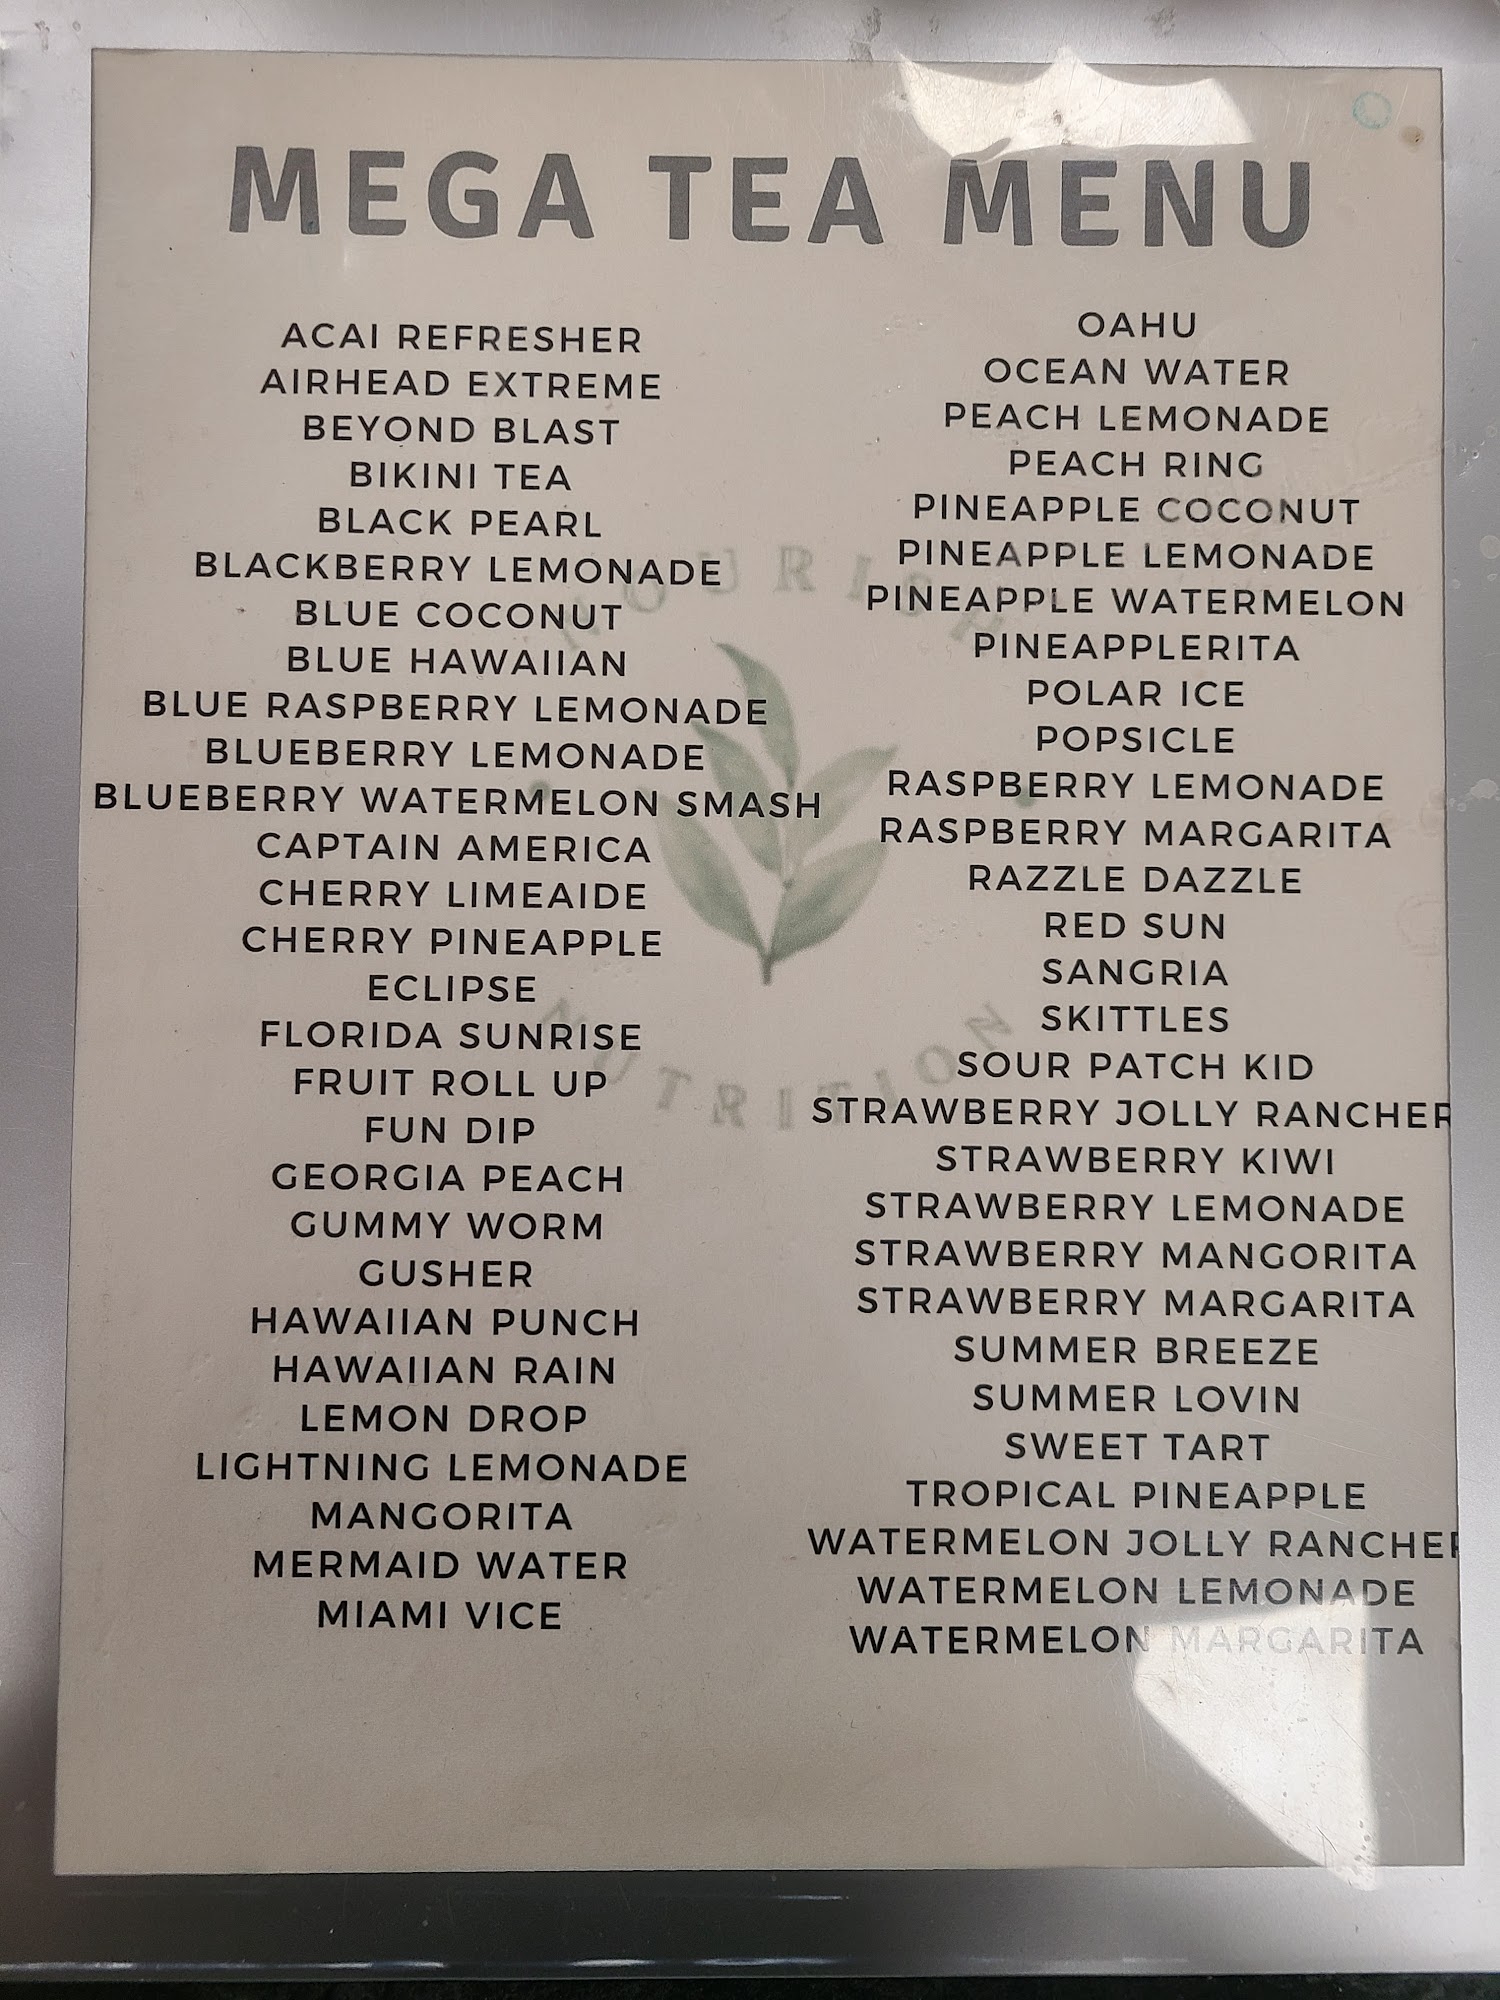 MEGA TEA MENU
ACAI REFRESHER
AIRHEAD EXTREME
BEYOND BLAST
BIKINI TEA
BLACK PEARL
BLACKBERRY LEMONADE
BLUE COCONUT
BLUE HAWAIIAN
BLUE RASPBERRY LEMONADE
BLUEBERRY LEMONADE
BLUEBERRY WATERMELON SMASH
CAPTAIN AMERICA
CHERRY LIMEAIDE
CHERRY PINEAPPLE
ECLIPSE
FLORIDA SUNRISE
FRUIT ROLL UP
FUN DIP
GEORGIA PEACH
GUMMY WORM
GUSHER
HAWAIIAN PUNCH
HAWAIIAN RAIN
LEMON DROP
LIGHTNING LEMONADE
MANGORITA
MERMAID WATER
MIAMI VICE
OAHU
OCEAN WATER
PEACH LEMONADE
PEACH RING
PINEAPPLE COCONUT
PINEAPPLE LEMONADE
PINEAPPLE WATERMELON
PINEAPPLERITA
POLAR ICE
POPSICLE
RASPBERRY LEMONADE
RASPBERRY MARGARITA
RAZZLE DAZZLE
RED SUN
SANGRIA
SKITTLES
SOUR PATCH KID
STRAWBERRY JOLLY RANCHER
STRAWBERRY KIWI
STRAWBERRY LEMONADE
STRAWBERRY MANGORITA
STRAWBERRY MARGARITA
SUMMER BREEZE
SUMMER LOVIN
SWEET TART
TROPICAL PINEAPPLE
WATERMELON JOLLY RANCHER
WATERMELON LEMONADE
WATERMELON MARGARITA
NOURISH
NUTRITION